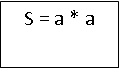 S = a * a